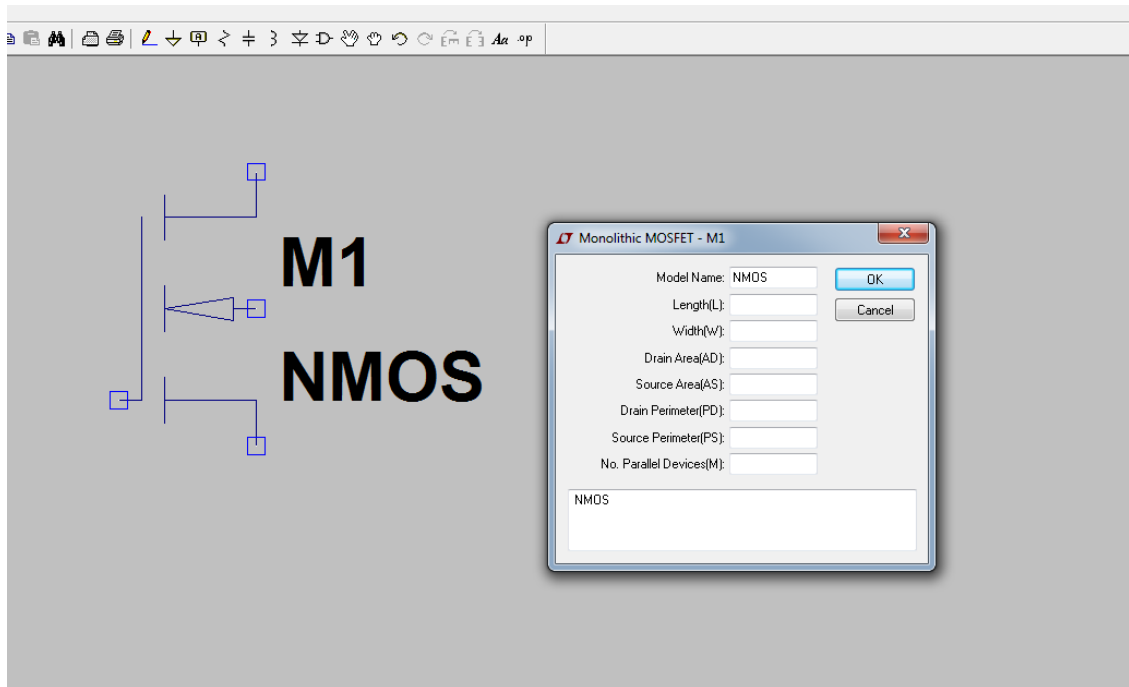 Aa .op
M1
NMOS
Monolithic MOSFET - M1
Model Name: NMOS
OK
Length(L):
Cancel
Width(W):
Drain Area(AD):
Source Area(AS):
Drain Perimeter(PD):
Source Perimeter(PS):
No. Parallel Devices(M):
NMOS